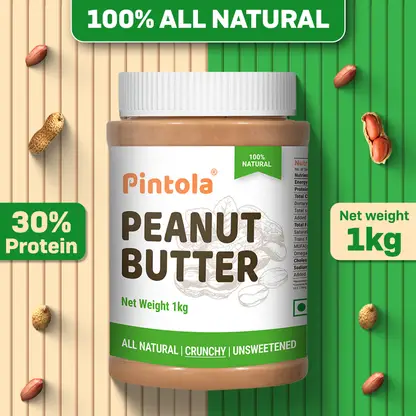 100% ALL NATURAL
100%
NATURAL
Pintola®
PEANUT
BUTTER
Net Weight 1kg
ALL NATURAL | CRUNCHY | UNSWEETENED
30%
Protein
Net weight
1kg